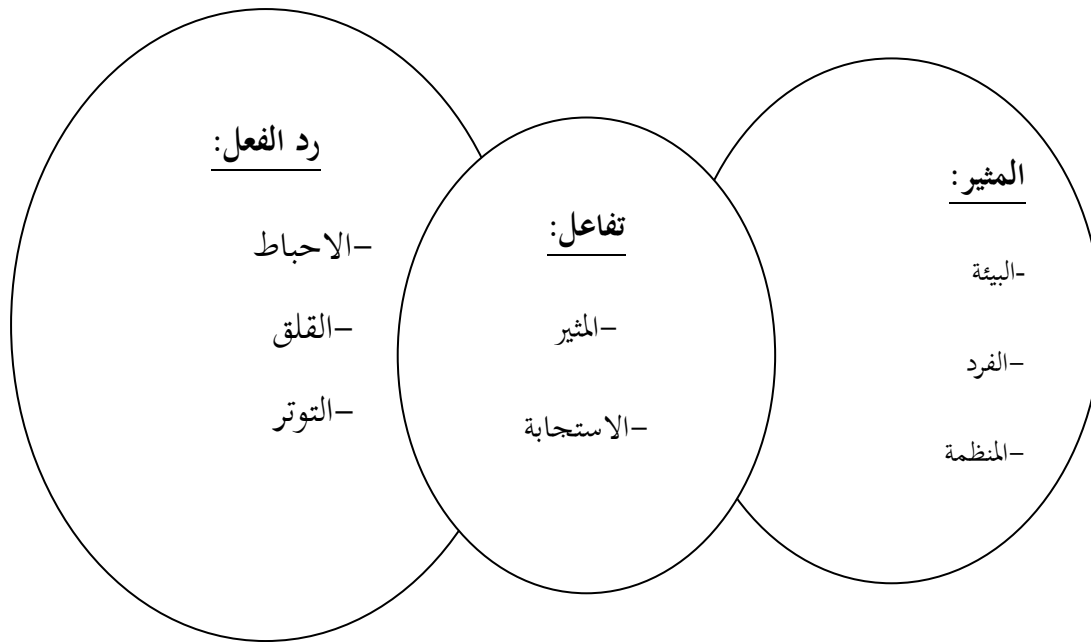 المثير:
-البيئة
-الفرد
-المنظمة
تفاعل:
-المثير
-الاستجابة
رد الفعل:
-الاحباط
-القلق
-التوتر